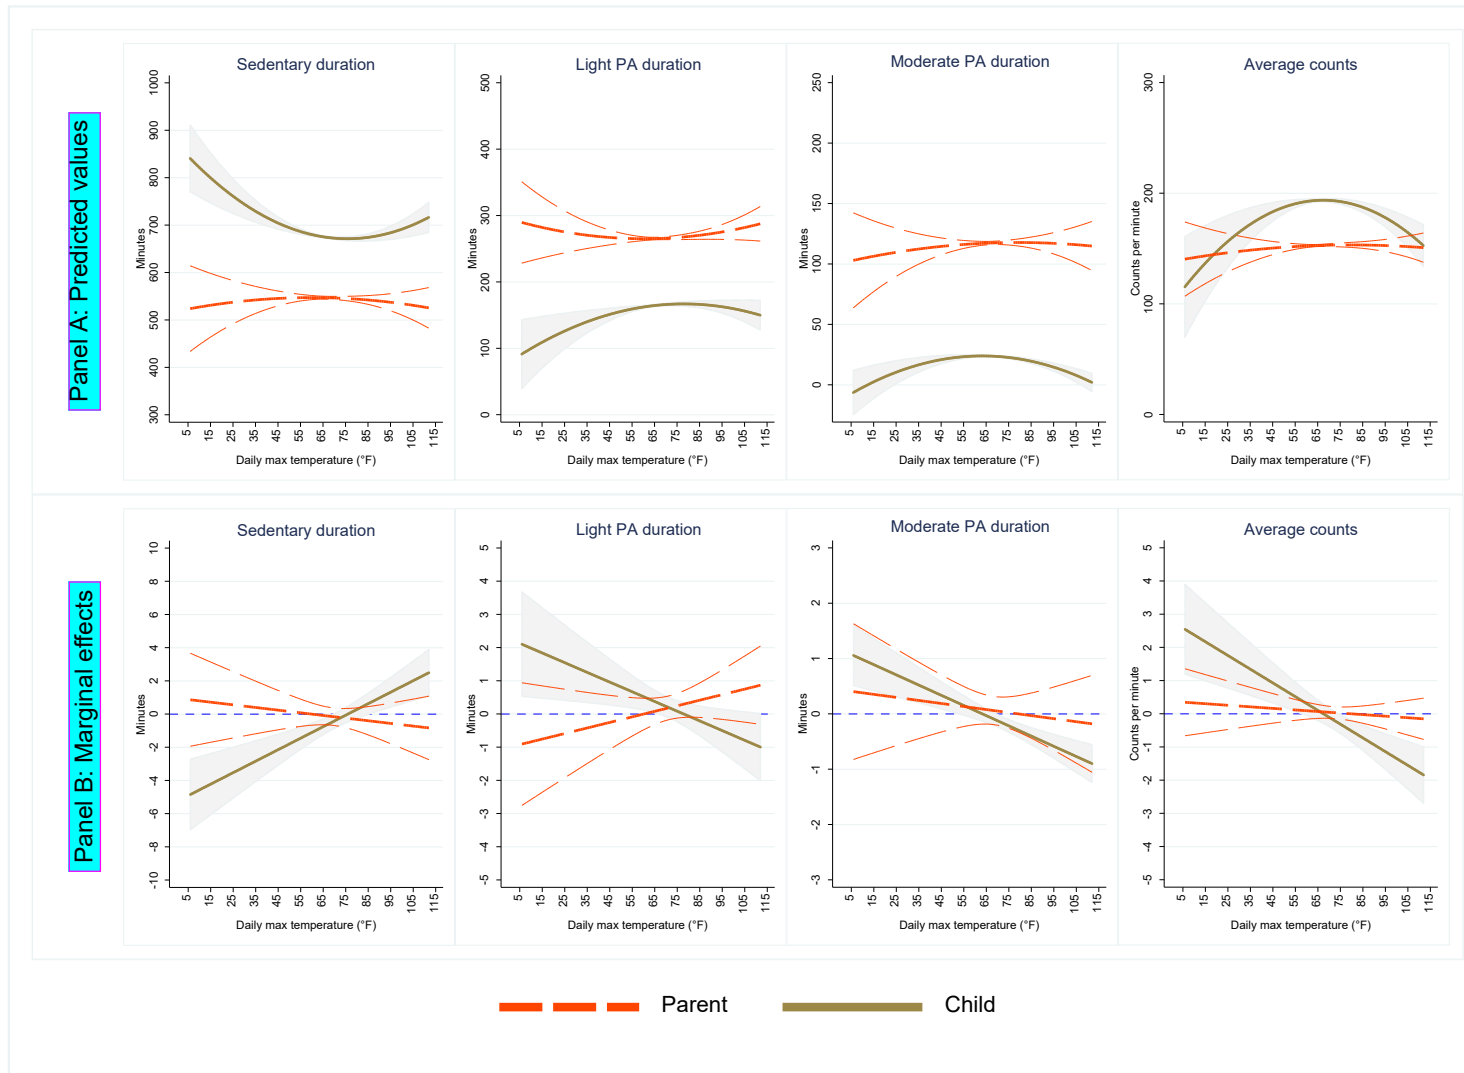 Panel A: Predicted values
Sedentary duration
Minutes
1000
900
800
700
600
500
400
300
5 15 25 35 45 55 65 75 85 95 105 115
Daily max temperature (°F)
Light PA duration
Minutes
500
400
300
200
100
0
5 15 25 35 45 55 65 75 85 95 105 115
Daily max temperature (°F)
Moderate PA duration
Minutes
250
200
150
100
50
0
5 15 25 35 45 55 65 75 85 95 105 115
Daily max temperature (°F)
Average counts
Counts per minute
300
200
100
0
5 15 25 35 45 55 65 75 85 95 105 115
Daily max temperature (°F)
Panel B: Marginal effects
Sedentary duration
Minutes
10
8
6
4
2
0
-2
-4
-6
-8
-10
5 15 25 35 45 55 65 75 85 95 105 115
Daily max temperature (°F)
Light PA duration
Minutes
5
4
3
2
1
0
-1
-2
-3
-4
-5
5 15 25 35 45 55 65 75 85 95 105 115
Daily max temperature (°F)
Moderate PA duration
Minutes
3
2
1
0
-1
-2
-3
5 15 25 35 45 55 65 75 85 95 105 115
Daily max temperature (°F)
Average counts
Counts per minute
5
4
3
2
1
0
-1
-2
-3
-4
-5
5 15 25 35 45 55 65 75 85 95 105 115
Daily max temperature (°F)
Parent Child